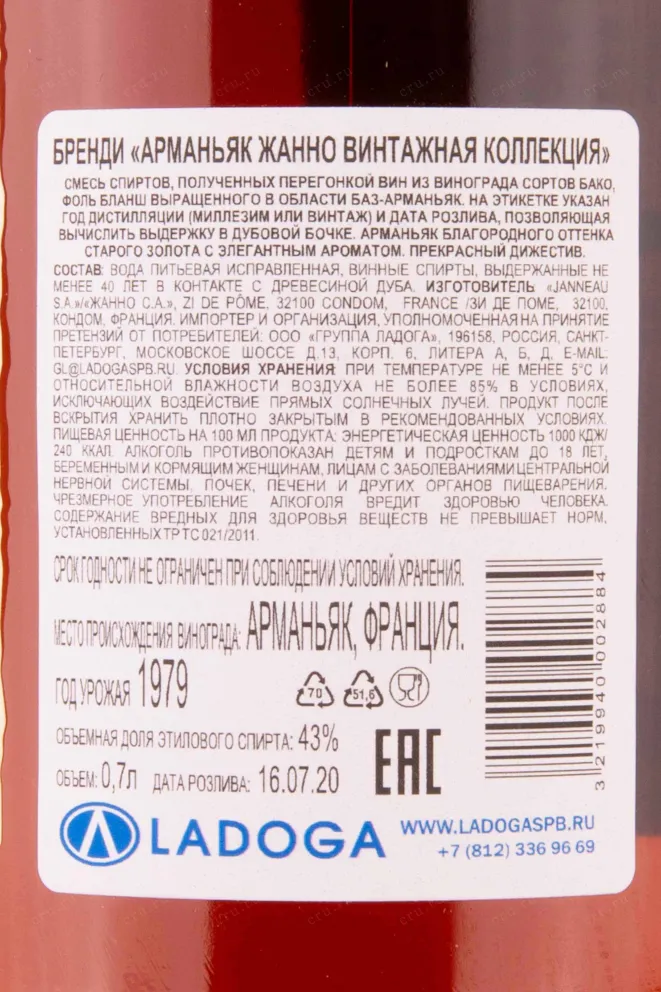 БРЕНДИ «АРМАНЬЯК ЖАННО ВИНТАЖНАЯ КОЛЛЕКЦИЯ»
СМЕСЬ СПИРТОВ, ПОЛУЧЕННЫХ ПЕРЕГОНКОЙ ВИН ИЗ ВИНОГРАДА СОРТОВ БАКО,
ФОЛЬ БЛАНШ ВЫРАЩЕННОГО В ОБЛАСТИ БАЗ-АРМАНЬЯК. НА ЭТИКЕТКЕ УКАЗАН
ГОД ДИСТИЛЛЯЦИИ (МИЛЛЕЗИМ ИЛИ ВИНТАЖ) И ДАТА РОЗЛИВА, ПОЗВОЛЯЮЩАЯ
ВЫЧИСЛИТЬ ВЫДЕРЖКУ В ДУБОВОЙ БОЧКЕ. АРМАНЬЯК БЛАГОРОДНОГО ОТТЕНКА
СТАРОГО ЗОЛОТА С ЭЛЕГАНТНЫМ АРОМАТОМ. ПРЕКРАСНЫЙ ДИЖЕСТИВ.
СОСТАВ: ВОДА ПИТЬЕВАЯ ИСПРАВЛЕННАЯ, ВИННЫЕ СПИРТЫ, ВЫДЕРЖАННЫЕ НЕ
МЕНЕЕ 40 ЛЕТ В КОНТАКТЕ С ДРЕВЕСИНОЙ ДУБА. ИЗГОТОВИТЕЛЬ «JANNEAU
S.A.»/«ЖАННО С.А.», ZI DE PÔME, 32100 CONDOM, FRANCE /ЗИ ДЕ ПОМЕ, 32100,
КОНДОМ, ФРАНЦИЯ. ИМПОРТЕР И ОРГАНИЗАЦИЯ, УПОЛНОМОЧЕННАЯ НА ПРИНЯТИЕ
ПРЕТЕНЗИЙ ОТ ПОТРЕБИТЕЛЕЙ: ООО «ГРУППА ЛАДОГА», 196158, РОССИЯ, САНКТ-
ПЕТЕРБУРГ, МОСКОВСКОЕ ШОССЕ Д.13, КОРП. 6, ЛИТЕРА А, Б, Д, E-MAIL:
GL@LADOGASPB.RU. УСЛОВИЯ ХРАНЕНИЯ: ПРИ ТЕМПЕРАТУРЕ НЕ МЕНЕЕ 5°С И
ОТНОСИТЕЛЬНОЙ ВЛАЖНОСТИ ВОЗДУХА НЕ БОЛЕЕ 85% В УСЛОВИЯХ,
ИСКЛЮЧАЮЩИХ ВОЗДЕЙСТВИЕ ПРЯМЫХ СОЛНЕЧНЫХ ЛУЧЕЙ. ПРОДУКТ ПОСЛЕ
ВСКРЫТИЯ ХРАНИТЬ ПЛОТНО ЗАКРЫТЫМ В РЕКОМЕНДОВАННЫХ УСЛОВИЯХ.
ПИЩЕВАЯ ЦЕННОСТЬ НА 100 МЛ ПРОДУКТА: ЭНЕРГЕТИЧЕСКАЯ ЦЕННОСТЬ 1000 КДЖ/
240 ККАЛ. АЛКОГОЛЬ ПРОТИВОПОКАЗАН ДЕТЯМ И ПОДРОСТКАМ ДО 18 ЛЕТ,
БЕРЕМЕННЫМ И КОРМЯЩИМ ЖЕНЩИНАМ, ЛИЦАМ С ЗАБОЛЕВАНИЯМИ ЦЕНТРАЛЬНОЙ
НЕРВНОЙ СИСТЕМЫ, ПОЧЕК, ПЕЧЕНИ И ДРУГИХ ОРГАНОВ ПИЩЕВАРЕНИЯ.
ЧРЕЗМЕРНОЕ УПОТРЕБЛЕНИЕ АЛКОГОЛЯ ВРЕДИТ ЗДОРОВЬЮ ЧЕЛОВЕКА.
СОДЕРЖАНИЕ ВРЕДНЫХ ДЛЯ ЗДОРОВЬЯ ВЕЩЕСТВ НЕ ПРЕВЫШАЕТ НОРМ,
УСТАНОВЛЕННЫХ ТР ТС 021/2011.
СРОК ГОДНОСТИ НЕ ОГРАНИЧЕН ПРИ СОБЛЮДЕНИИ УСЛОВИЙ ХРАНЕНИЯ.
МЕСТО ПРОИСХОЖДЕНИЯ ВИНОГРАДА: АРМАНЬЯК, ФРАНЦИЯ.
ГОД УРОЖАЯ 1979
70
51,6
ОБЪЕМНАЯ ДОЛЯ ЭТИЛОВОГО СПИРТА: 43%
ОБЪЕМ: 0,7л ДАТА РОЗЛИВА: 16.07.20
EAC
3 219940 002884
LADOGA
WWW.LADOGASPB.RU
+7 (812) 336 96 69